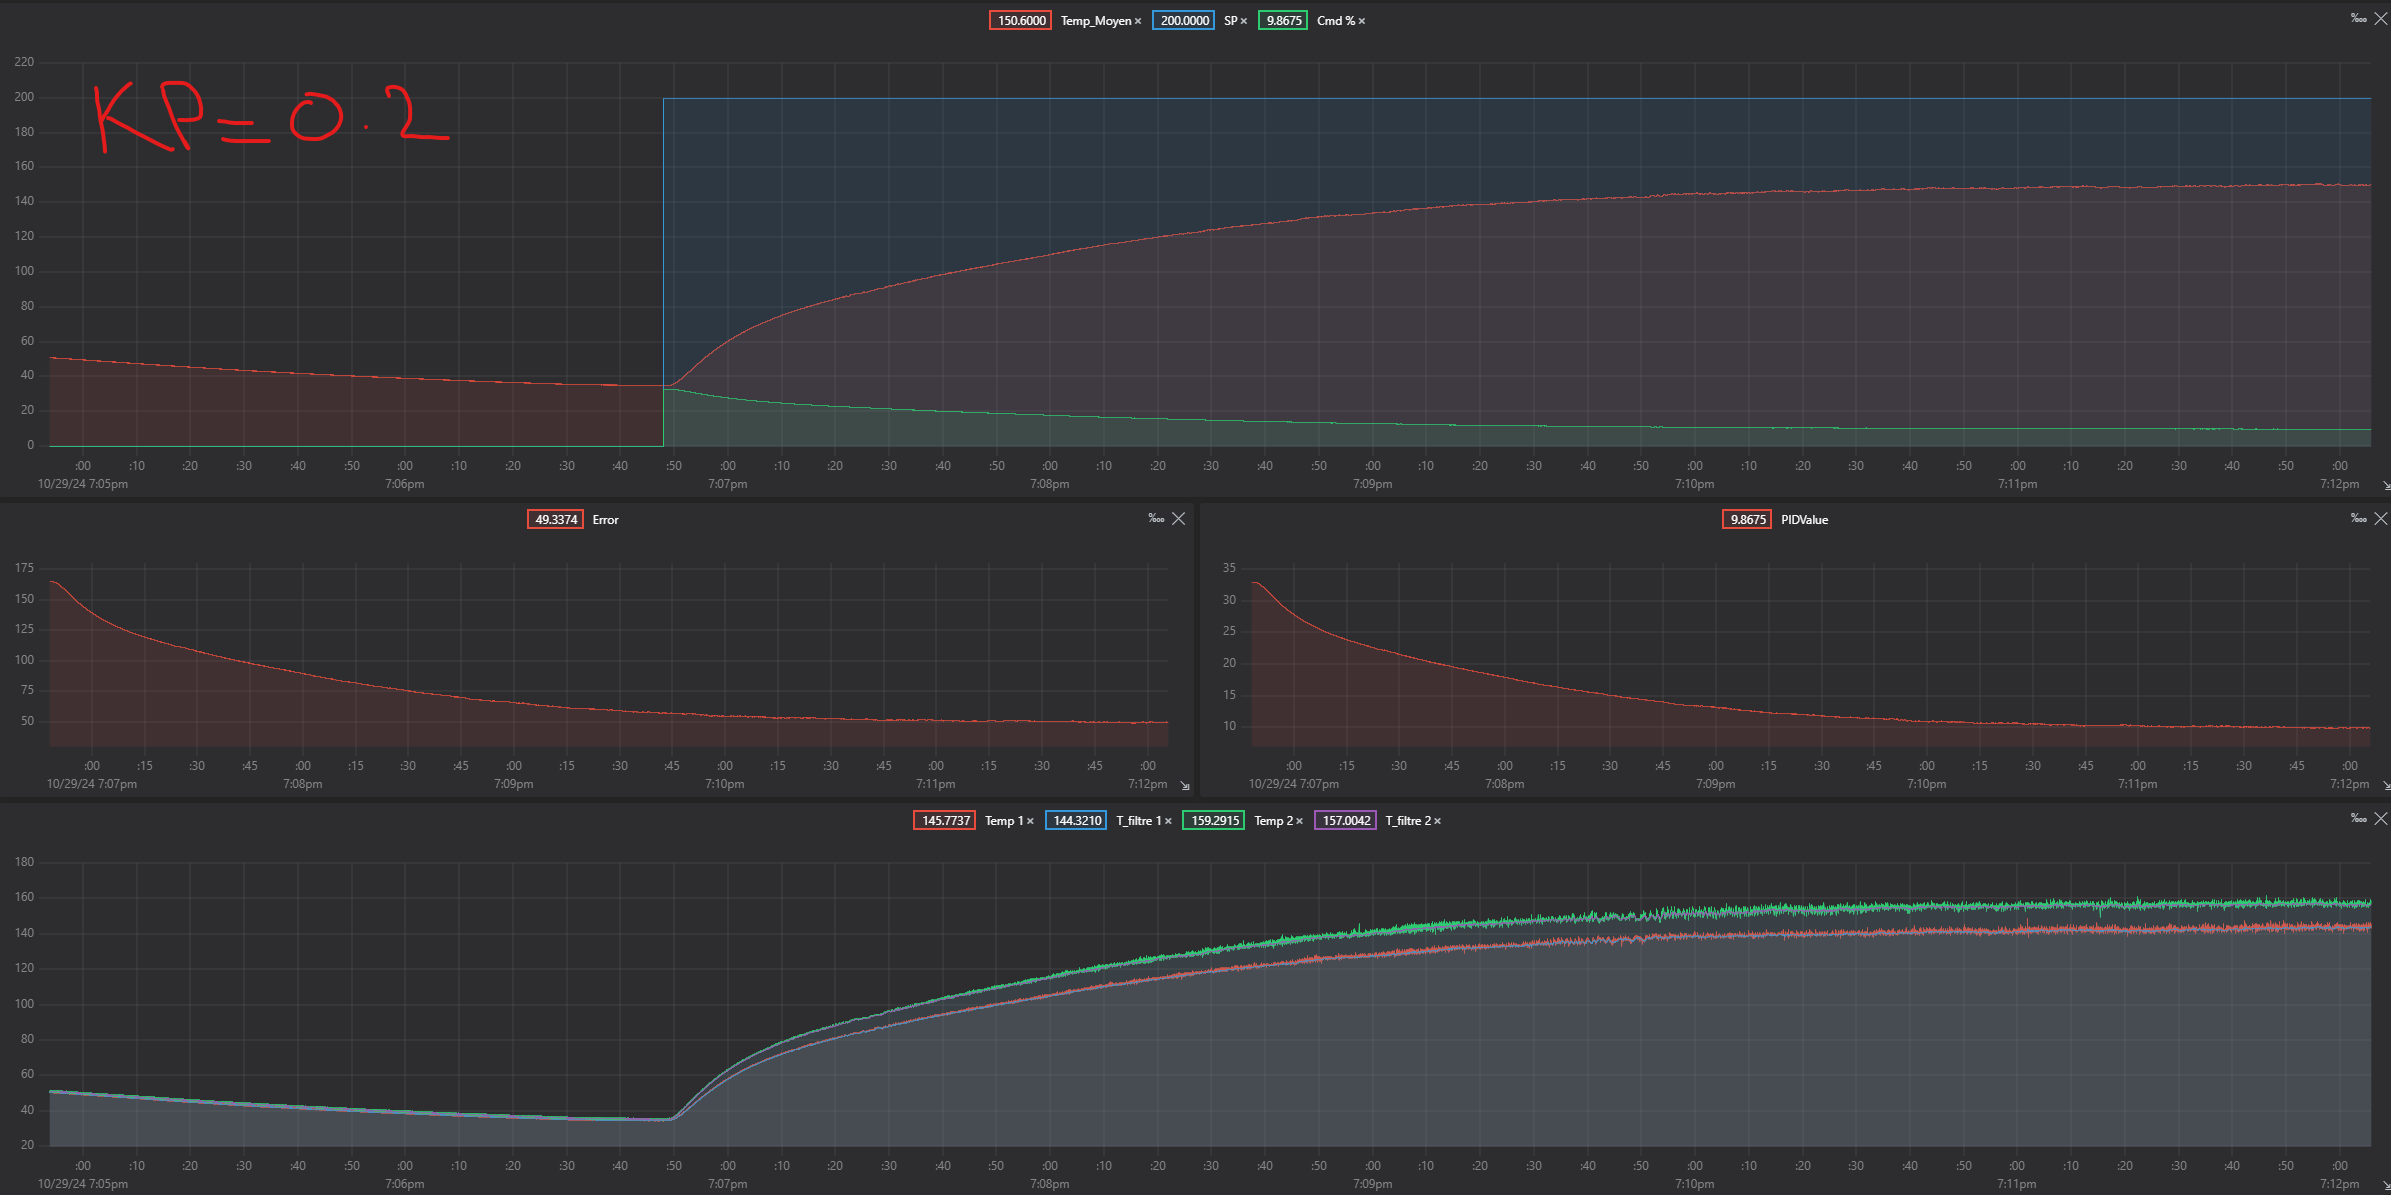 150.6000 Temp_Moyen × 200.0000 SP × 9.8675 Cmd % ×
220
200
180
160
140
120
100
80
60
40
20
0
KP=0.2
:00 :10 :20 :30 :40 :50 :00 :10 :20 :30 :40 :50 :00 :10 :20 :30 :40 :50 :00 :10 :20 :30 :40 :50 :00 :10 :20 :30 :40 :50 :00 :10 :20 :30 :40 :50 :00 :10 :20 :30 :40 :50 :00
10/29/24 7:05pm 7:06pm 7:07pm 7:08pm 7:09pm 7:10pm 7:11pm 7:12pm
49.3374 Error
175
150
125
100
75
50
:00 :15 :30 :45 :00 :15 :30 :45 :00 :15 :30 :45 :00 :15 :30 :45 :00 :15 :30 :45 :00
10/29/24 7:07pm 7:08pm 7:09pm 7:10pm 7:11pm 7:12pm
9.8675 PIDValue
35
30
25
20
15
10
:00 :15 :30 :45 :00 :15 :30 :45 :00 :15 :30 :45 :00 :15 :30 :45 :00 :15 :30 :45 :00
10/29/24 7:07pm 7:08pm 7:09pm 7:10pm 7:11pm 7:12pm
145.7737 Temp 1 × 144.3210 T_filtre 1 × 159.2915 Temp 2 × 157.0042 T_filtre 2 ×
180
160
140
120
100
80
60
40
20
:00 :10 :20 :30 :40 :50 :00 :10 :20 :30 :40 :50 :00 :10 :20 :30 :40 :50 :00 :10 :20 :30 :40 :50 :00 :10 :20 :30 :40 :50 :00 :10 :20 :30 :40 :50 :00 :10 :20 :30 :40 :50 :00
10/29/24 7:05pm 7:06pm 7:07pm 7:08pm 7:09pm 7:10pm 7:11pm 7:12pm